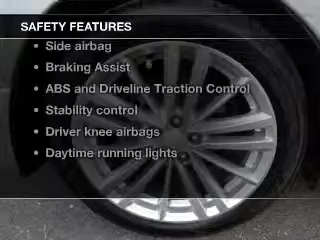 SAFETY FEATURES
• Side airbag
• Braking Assist
• ABS and Driveline Traction Control
• Stability control
• Driver knee airbags
• Daytime running lights